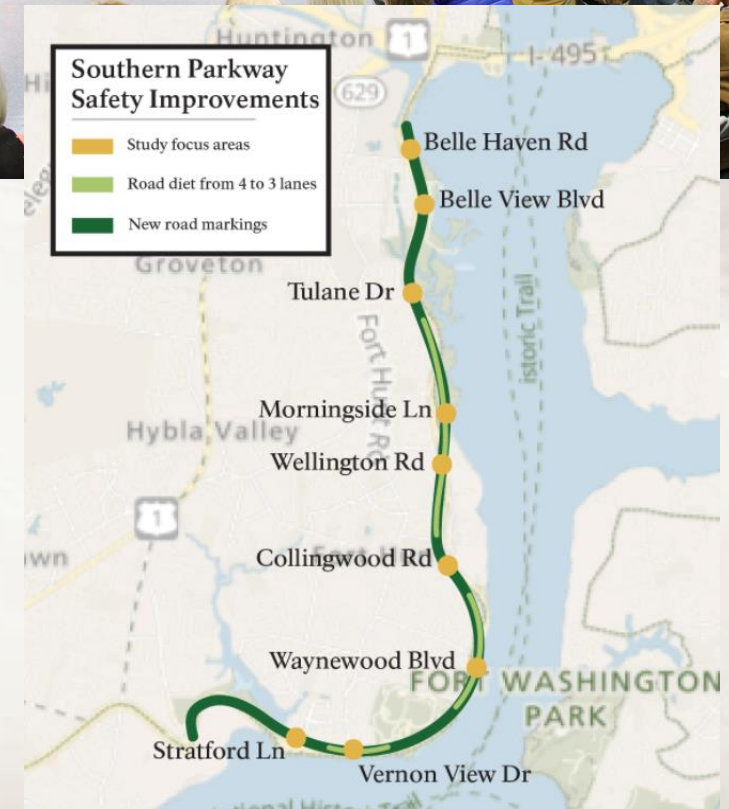 Huntington
1
I-495
Southern Parkway
Safety Improvements
Study focus areas
Road diet from 4 to 3 lanes
New road markings
629
Belle Haven Rd
Belle View Blvd
Groveton
Tulane Dr
istoric Trail
Fort Hunt Rd
Morningside Ln
Hybla Valley
Wellington Rd
1
wn
Collingwood Rd
Waynewood Blvd
FORT WASHINGTON
PARK
Stratford Ln
Vernon View Dr